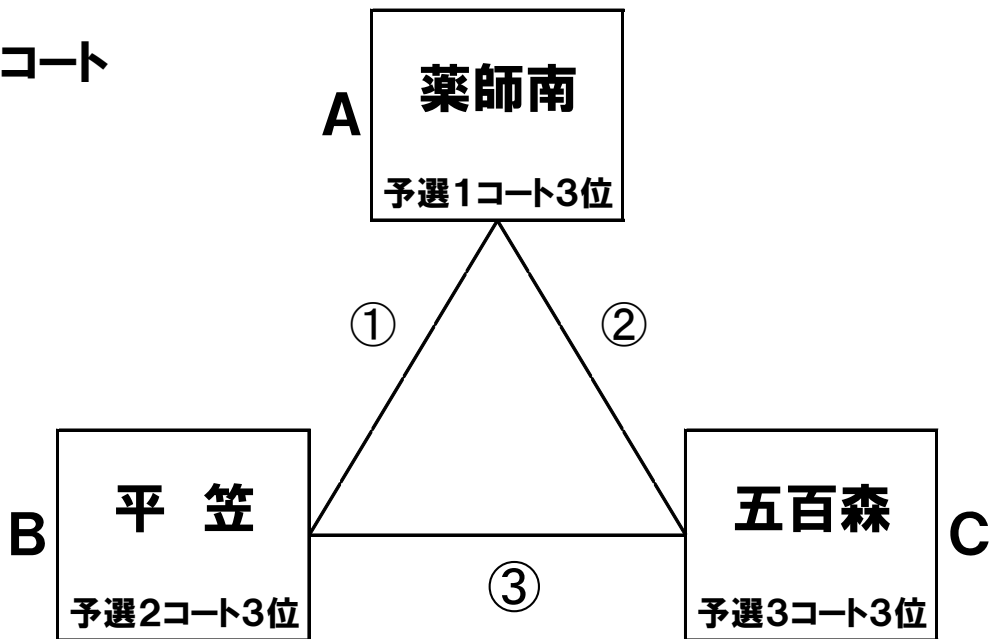 コート
A
薬師南
予選1コート3位
①
②
B
平 笠
予選2コート3位
③
五百森
予選3コート3位
C